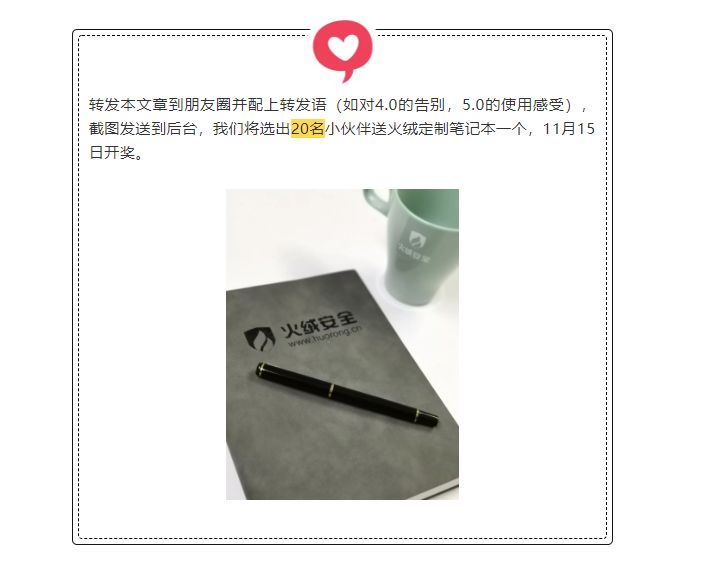 转发本文章到朋友圈并配上转发语（如对4.0的告别，5.0的使用感受），
截图发送到后台，我们将选出20名小伙伴送火绒定制笔记本一个，11月15
日开奖。
火绒安全
火绒安全
www.huorong.cn